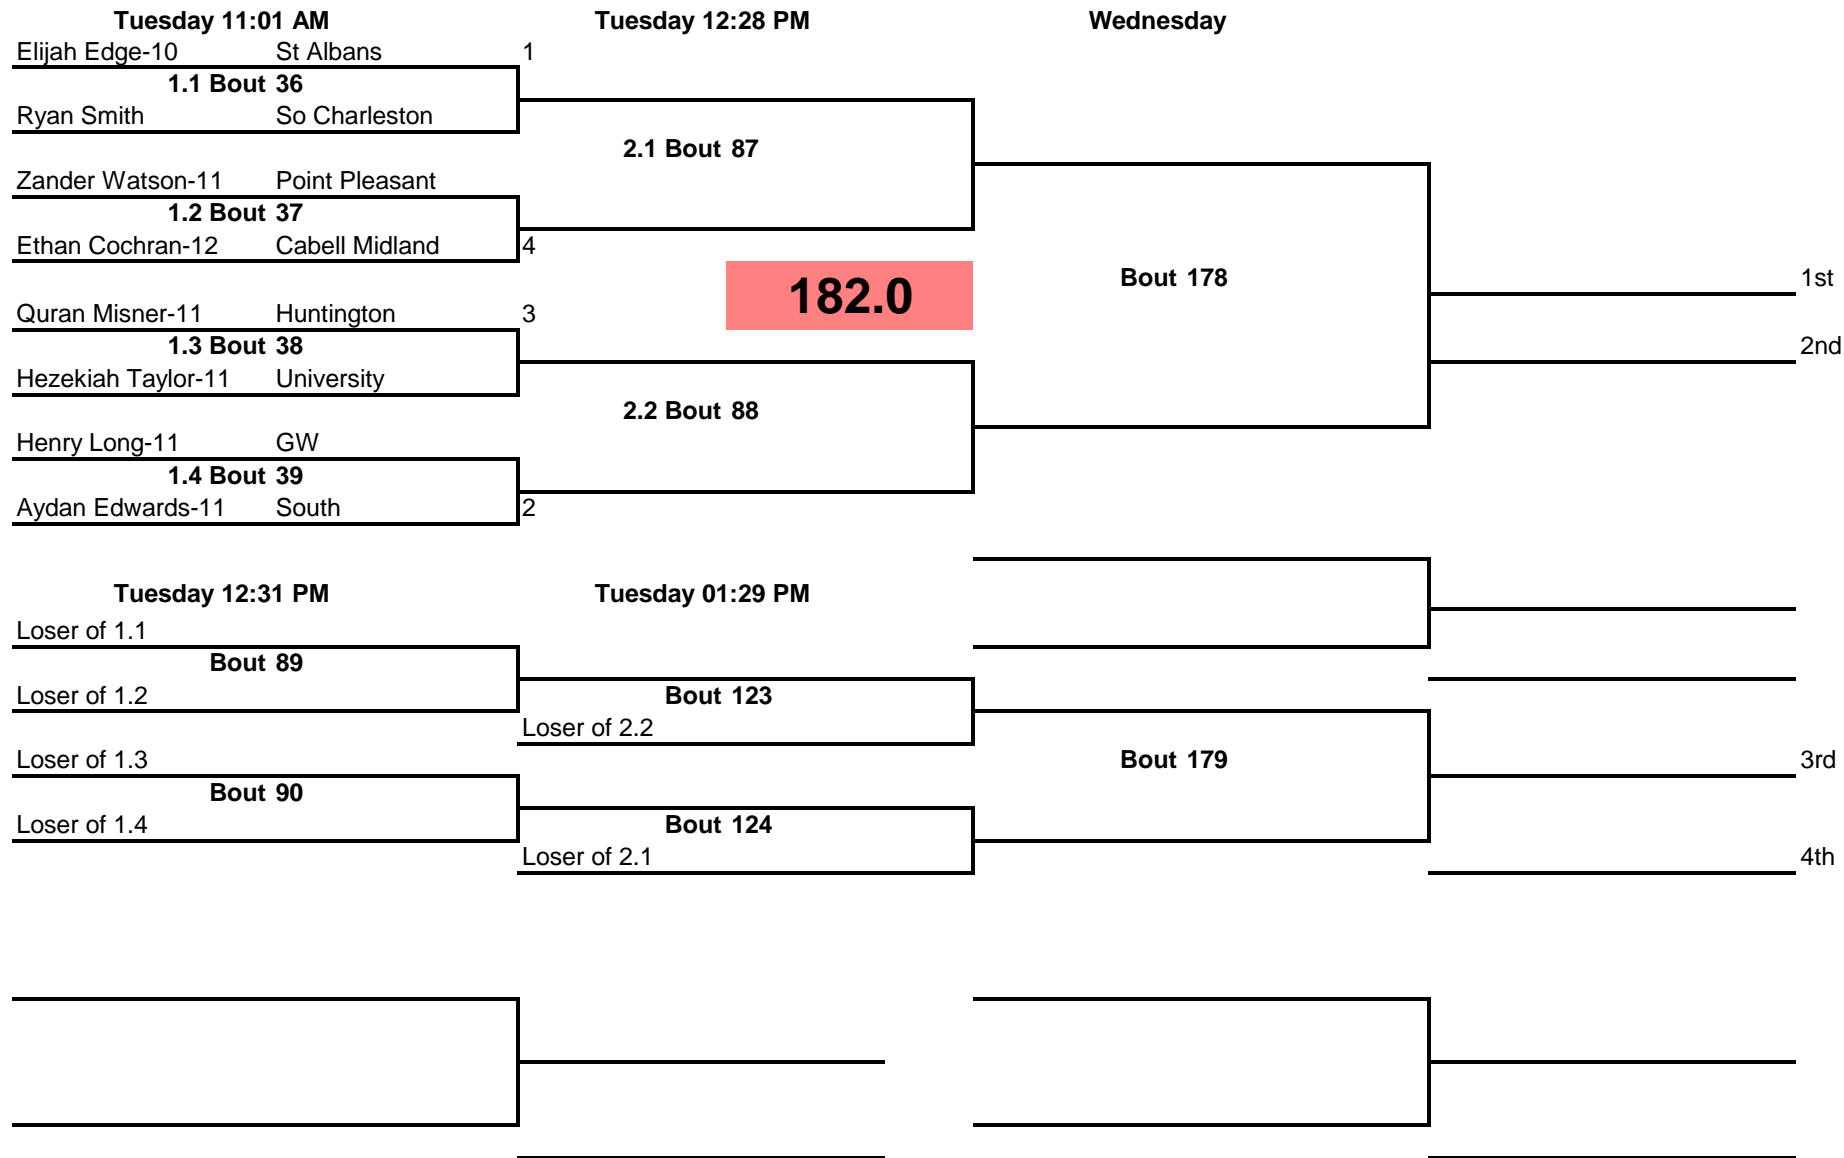 Tuesday 11:01 AM Tuesday 12:28 PM Wednesday
Elijah Edge-10 St Albans 1
1.1 Bout 36
Ryan Smith So Charleston
2.1 Bout 87
Zander Watson-11 Point Pleasant
1.2 Bout 37
Ethan Cochran-12 Cabell Midland 4
182.0 Bout 178 1st
Quran Misner-11 Huntington 3
1.3 Bout 38 2nd
Hezekiah Taylor-11 University
2.2 Bout 88
Henry Long-11 GW
1.4 Bout 39
Aydan Edwards-11 South 2
Tuesday 12:31 PM Tuesday 01:29 PM
Loser of 1.1
Bout 89
Loser of 1.2 Bout 123
Loser of 2.2
Loser of 1.3 Bout 179 3rd
Bout 90
Loser of 1.4 Bout 124
Loser of 2.1 4th